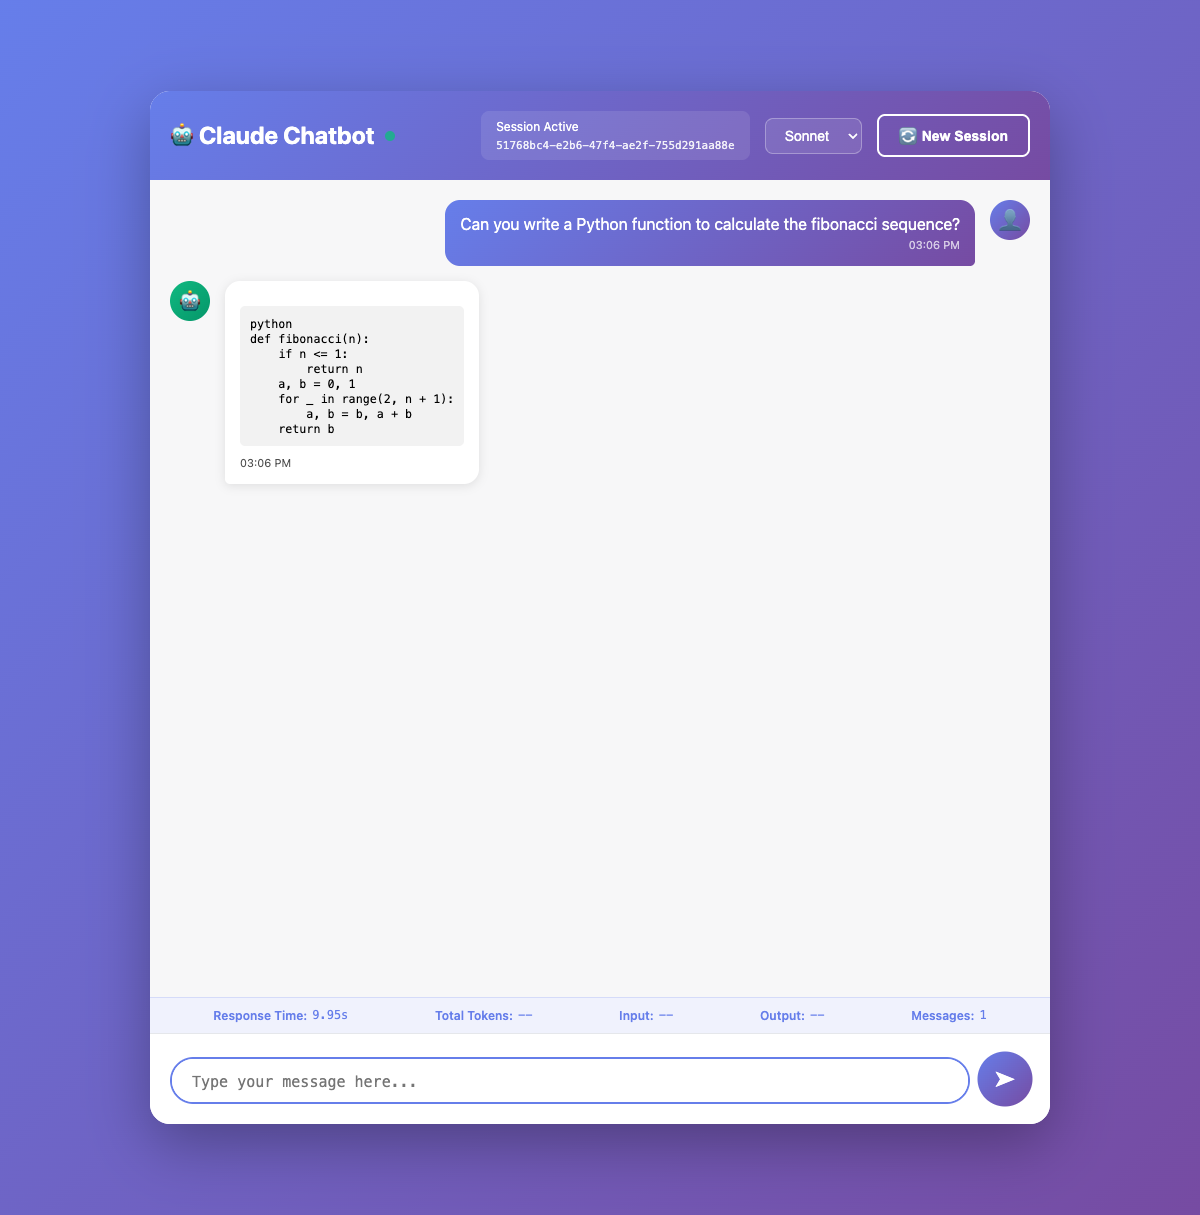 Claude Chatbot
Session Active
51768bc4-e2b6-47f4-ae2f-755d291aa88e
Sonnet
New Session
Can you write a Python function to calculate the fibonacci sequence?
03:06 PM
python
def fibonacci(n):
    if n <= 1:
        return n
    a, b = 0, 1
    for _ in range(2, n + 1):
        a, b = b, a + b
    return b
03:06 PM
Response Time: 9.95s Total Tokens: -- Input: -- Output: -- Messages: 1
Type your message here...